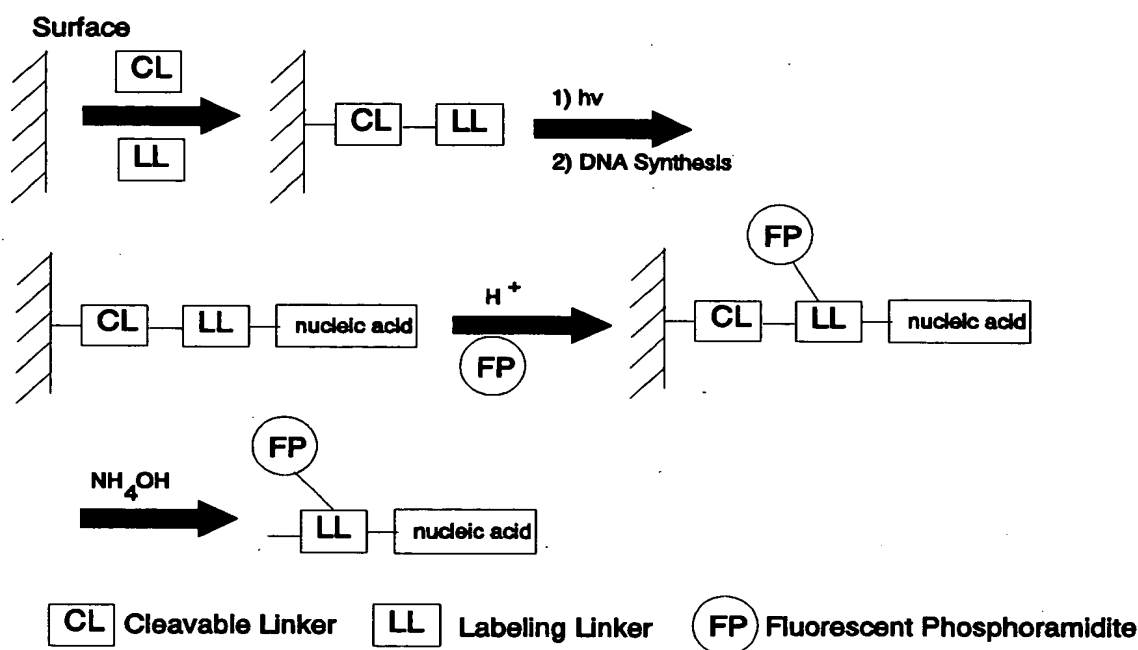 Surface
CL
LL
CL
LL
1) hv
2) DNA Synthesis
CL
LL
nucleic acid
H +
FP
FP
CL
LL
nucleic acid
NH4OH
FP
LL
nucleic acid
CL Cleavable Linker
LL Labeling Linker
FP Fluorescent Phosphoramidite